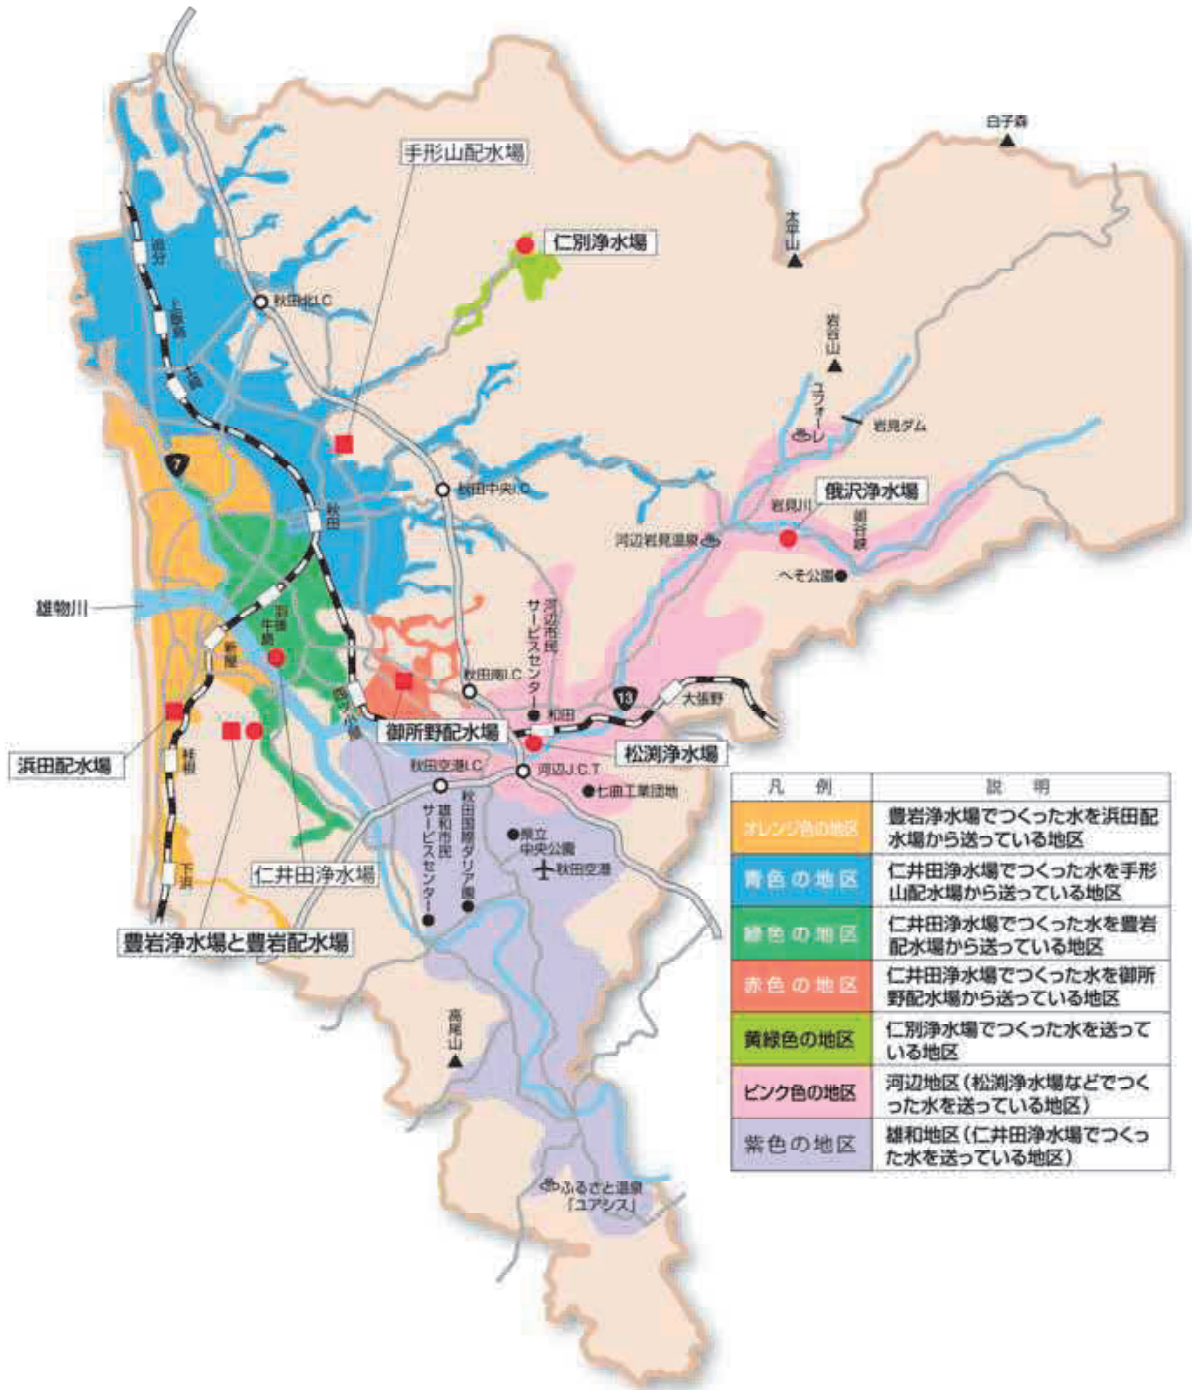 白子森
手形山配水場
仁別浄水場
太平山
追分
上飯島
土崎
秋田北I.C
岩谷山
ユフォーレ
岩見ダム
7
秋田中央I.C
秋田
俄沢浄水場
岩見川
岨谷峡
河辺岩見温泉
へそ公園
雄物川
羽後
牛島
新屋
河辺市民
サービスセンター
秋田南I.C
13
大張野
四ツ小屋
和田
御所野配水場
松渕浄水場
浜田配水場
桂根
秋田空港I.C
河辺J.C.T
七曲工業団地
雄和市民
サービスセンター
秋田国際ダリア園
県立
中央公園
秋田空港
下浜
仁井田浄水場
豊岩浄水場と豊岩配水場
高尾山
ふるさと温泉
「ユアシス」
凡例 説明
オレンジ色の地区 豊岩浄水場でつくった水を浜田配
水場から送っている地区
青色の地区 仁井田浄水場でつくった水を手形
山配水場から送っている地区
緑色の地区 仁井田浄水場でつくった水を豊岩
配水場から送っている地区
赤色の地区 仁井田浄水場でつくった水を御所
野配水場から送っている地区
黄緑色の地区 仁別浄水場でつくった水を送って
いる地区
ピンク色の地区 河辺地区(松渕浄水場などでつく
った水を送っている地区)
紫色の地区 雄和地区(仁井田浄水場でつくっ
た水を送っている地区)